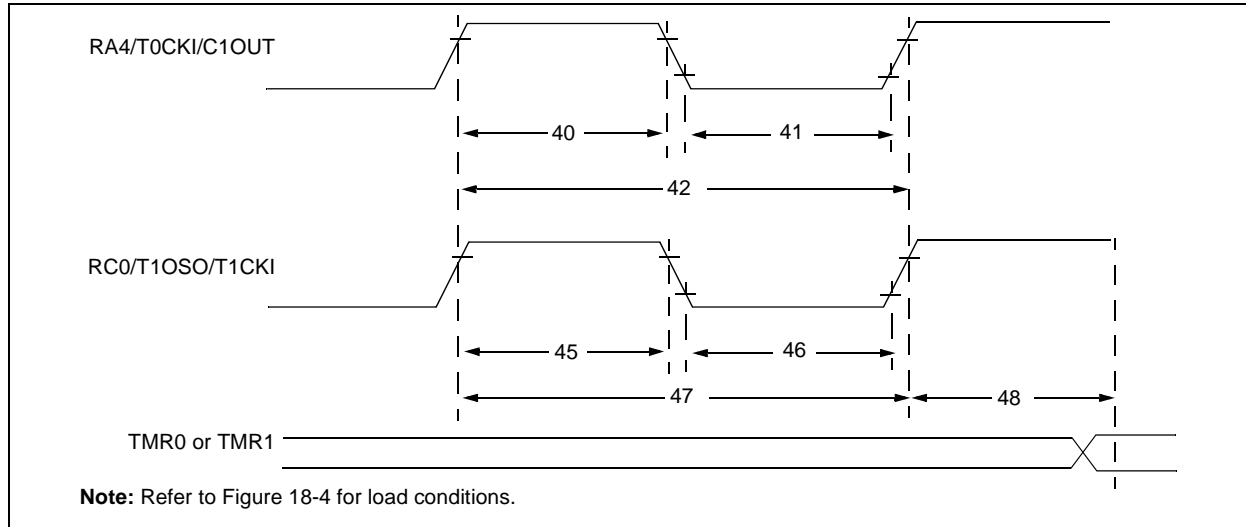 RA4/T0CKI/C1OUT
40
41
42
RC0/T1OSO/T1CKI
45
46
47
48
TMR0 or TMR1
Note: Refer to Figure 18-4 for load conditions.